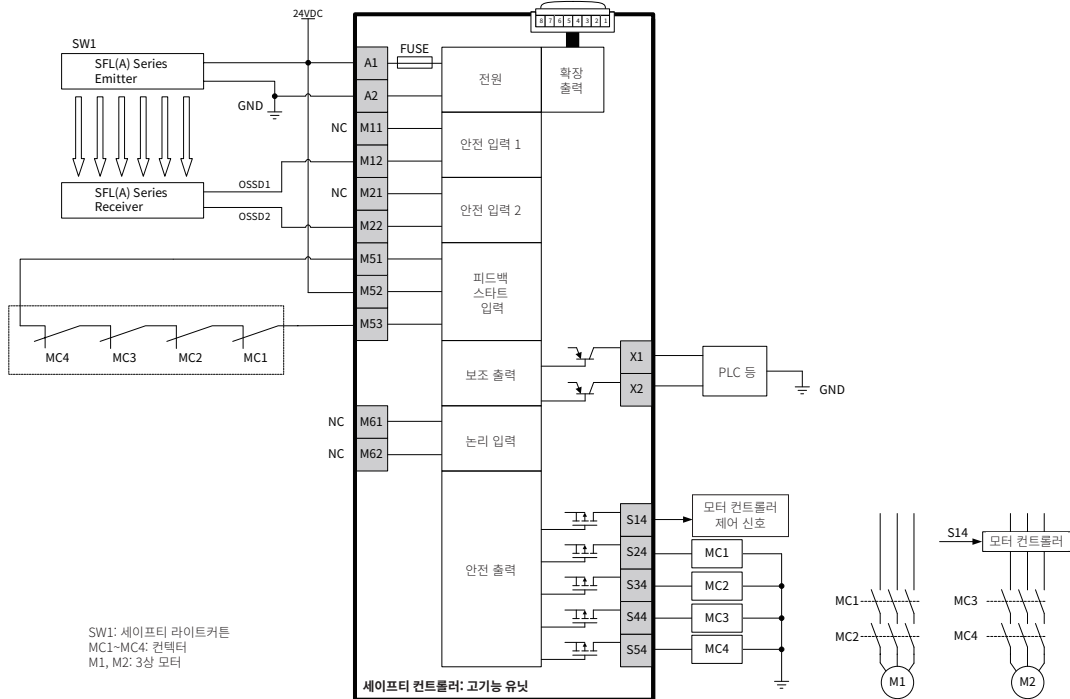 24VDC
8 7 6 5 4 3 2 1
SW1
SFL(A) Series
Emitter
GND
SFL(A) Series
Receiver
OSSD1
OSSD2
A1
FUSE
전원
확장
출력
A2
NC M11
안전 입력 1
M12
NC M21
안전 입력 2
M22
M51
피드백
스타트
입력
M52
M53
MC4 MC3 MC2 MC1
보조 출력
X1
X2
PLC 등
GND
NC M61
논리 입력
NC M62
안전 출력
S14
모터 컨트롤러
제어 신호
S24 MC1
S34 MC2
S44 MC3
S54 MC4
세이프티 컨트롤러: 고기능 유닛
SW1: 세이프티 라이트커튼
MC1~MC4: 컨텍터
M1, M2: 3상 모터
MC1
MC2
M1
S14
모터 컨트롤러
MC3
MC4
M2